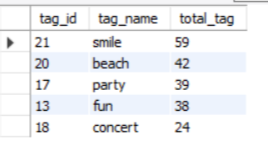 tag_id tag_name total_tag
21 smile 59
20 beach 42
17 party 39
13 fun 38
18 concert 24